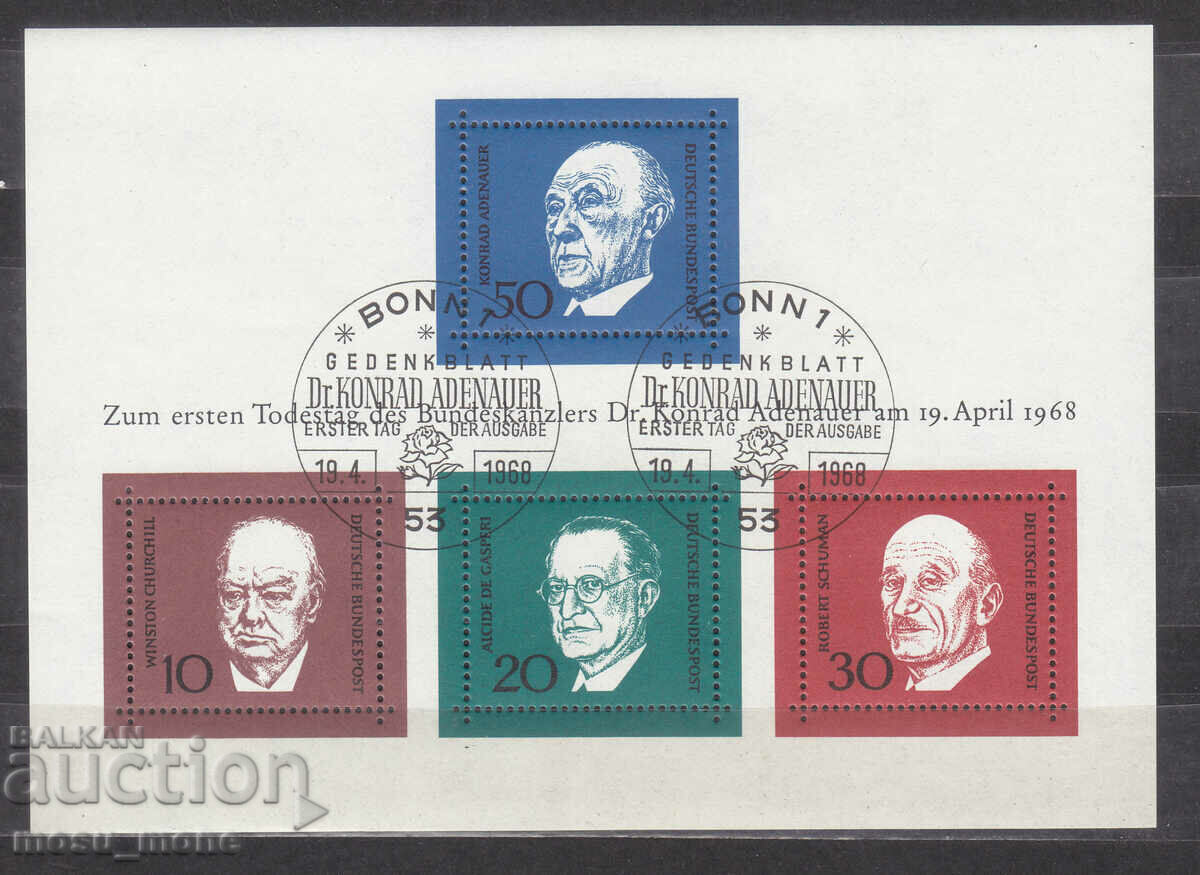 KONRAD ADENAUER
DEUTSCHE BUNDESPOST
50
BONN 1
GEDENKBLATT
Dr. KONRAD ADENAUER
ERSTER TAG DER AUSGABE
19.4. 1968
53
BONN 1
GEDENKBLATT
Dr. KONRAD ADENAUER
ERSTER TAG DER AUSGABE
19.4. 1968
53
Zum ersten Todestag des Bundeskanzlers Dr. Konrad Adenauer am 19. April 1968
WINSTON CHURCHILL
DEUTSCHE BUNDESPOST
10
ALCIDE DE GASPERI
DEUTSCHE BUNDESPOST
20
ROBERT SCHUMAN
DEUTSCHE BUNDESPOST
30
BALKAN
auction
mosu_mone